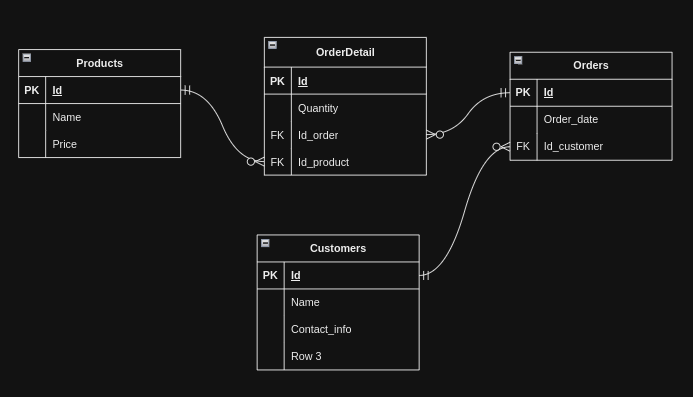 Products
PK Id
Name
Price
OrderDetail
PK Id
Quantity
FK Id_order
FK Id_product
Orders
PK Id
Order_date
FK Id_customer
Customers
PK Id
Name
Contact_info
Row 3